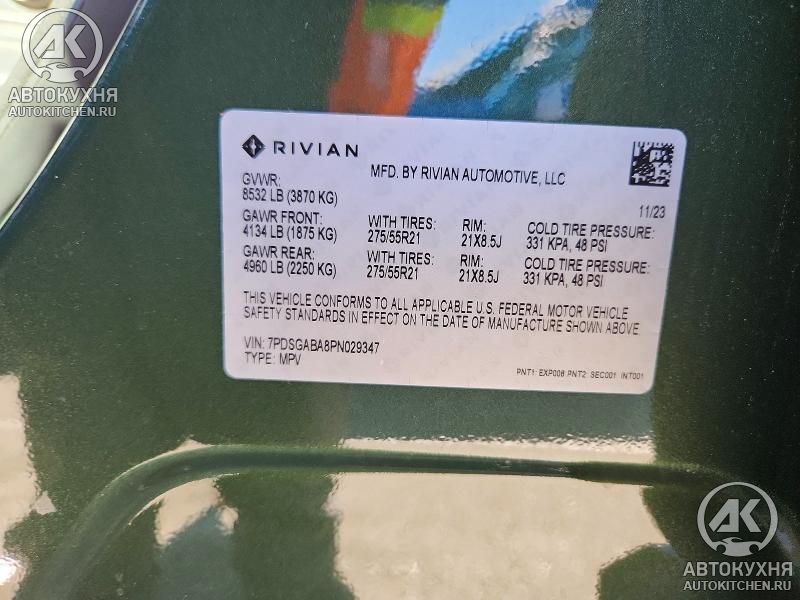 АВТОКУХНЯ
AUTOKITCHEN.RU
RIVIAN
MFD. BY RIVIAN AUTOMOTIVE, LLC
GVWR:
8532 LB (3870 KG)
11/23
GAWR FRONT: WITH TIRES: RIM: COLD TIRE PRESSURE:
4134 LB (1875 KG) 275/55R21 21X8.5J 331 KPA, 48 PSI
GAWR REAR: WITH TIRES: RIM: COLD TIRE PRESSURE:
4960 LB (2250 KG) 275/55R21 21X8.5J 331 KPA, 48 PSI
THIS VEHICLE CONFORMS TO ALL APPLICABLE U.S. FEDERAL MOTOR VEHICLE
SAFETY STANDARDS IN EFFECT ON THE DATE OF MANUFACTURE SHOWN ABOVE.
VIN: 7PDSGABA8PN029347
TYPE: MPV
PNT1: EXP008 PNT2: SEC001 INT001
АВТОКУХНЯ
AUTOKITCHEN.RU